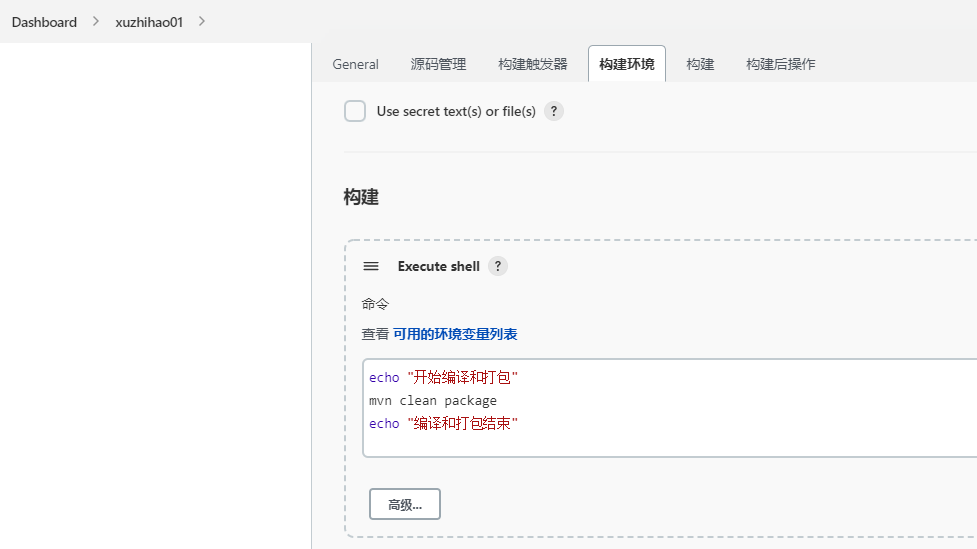 Dashboard > xuzhihao01 >
General 源码管理 构建触发器 构建环境 构建 构建后操作
Use secret text(s) or file(s) ?
构建
Execute shell ?
命令
查看 可用的环境变量列表
echo "开始编译和打包"
mvn clean package
echo "编译和打包结束"
高级...